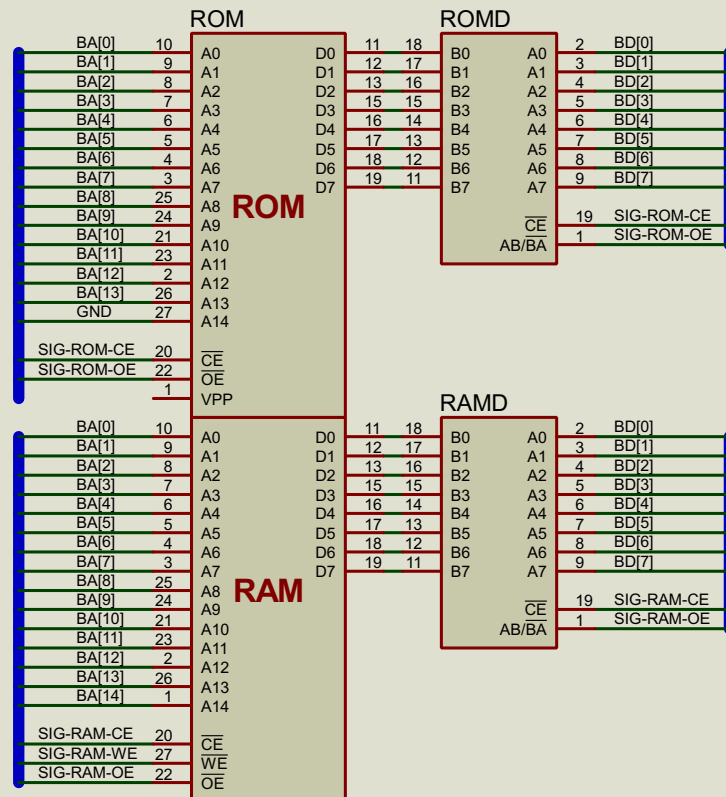 ROM ROMD
BA[0] 10 A0 D0 11 18 B0 A0 2 BD[0]
BA[1] 9 A1 D1 12 17 B1 A1 3 BD[1]
BA[2] 8 A2 D2 13 16 B2 A2 4 BD[2]
BA[3] 7 A3 D3 15 15 B3 A3 5 BD[3]
BA[4] 6 A4 D4 16 14 B4 A4 6 BD[4]
BA[5] 5 A5 D5 17 13 B5 A5 7 BD[5]
BA[6] 4 A6 D6 18 12 B6 A6 8 BD[6]
BA[7] 3 A7 D7 19 11 B7 A7 9 BD[7]
BA[8] 25 A8 ROM
BA[9] 24 A9 CE 19 SIG-ROM-CE
BA[10] 21 A10 AB/BA 1 SIG-ROM-OE
BA[11] 23 A11
BA[12] 2 A12
BA[13] 26 A13
GND 27 A14
SIG-ROM-CE 20 CE
SIG-ROM-OE 22 OE
1 VPP
RAMD
BA[0] 10 A0 D0 11 18 B0 A0 2 BD[0]
BA[1] 9 A1 D1 12 17 B1 A1 3 BD[1]
BA[2] 8 A2 D2 13 16 B2 A2 4 BD[2]
BA[3] 7 A3 D3 15 15 B3 A3 5 BD[3]
BA[4] 6 A4 D4 16 14 B4 A4 6 BD[4]
BA[5] 5 A5 D5 17 13 B5 A5 7 BD[5]
BA[6] 4 A6 D6 18 12 B6 A6 8 BD[6]
BA[7] 3 A7 D7 19 11 B7 A7 9 BD[7]
BA[8] 25 A8 RAM
BA[9] 24 A9 CE 19 SIG-RAM-CE
BA[10] 21 A10 AB/BA 1 SIG-RAM-OE
BA[11] 23 A11
BA[12] 2 A12
BA[13] 26 A13
BA[14] 1 A14
SIG-RAM-CE 20 CE
SIG-RAM-WE 27 WE
SIG-RAM-OE 22 OE